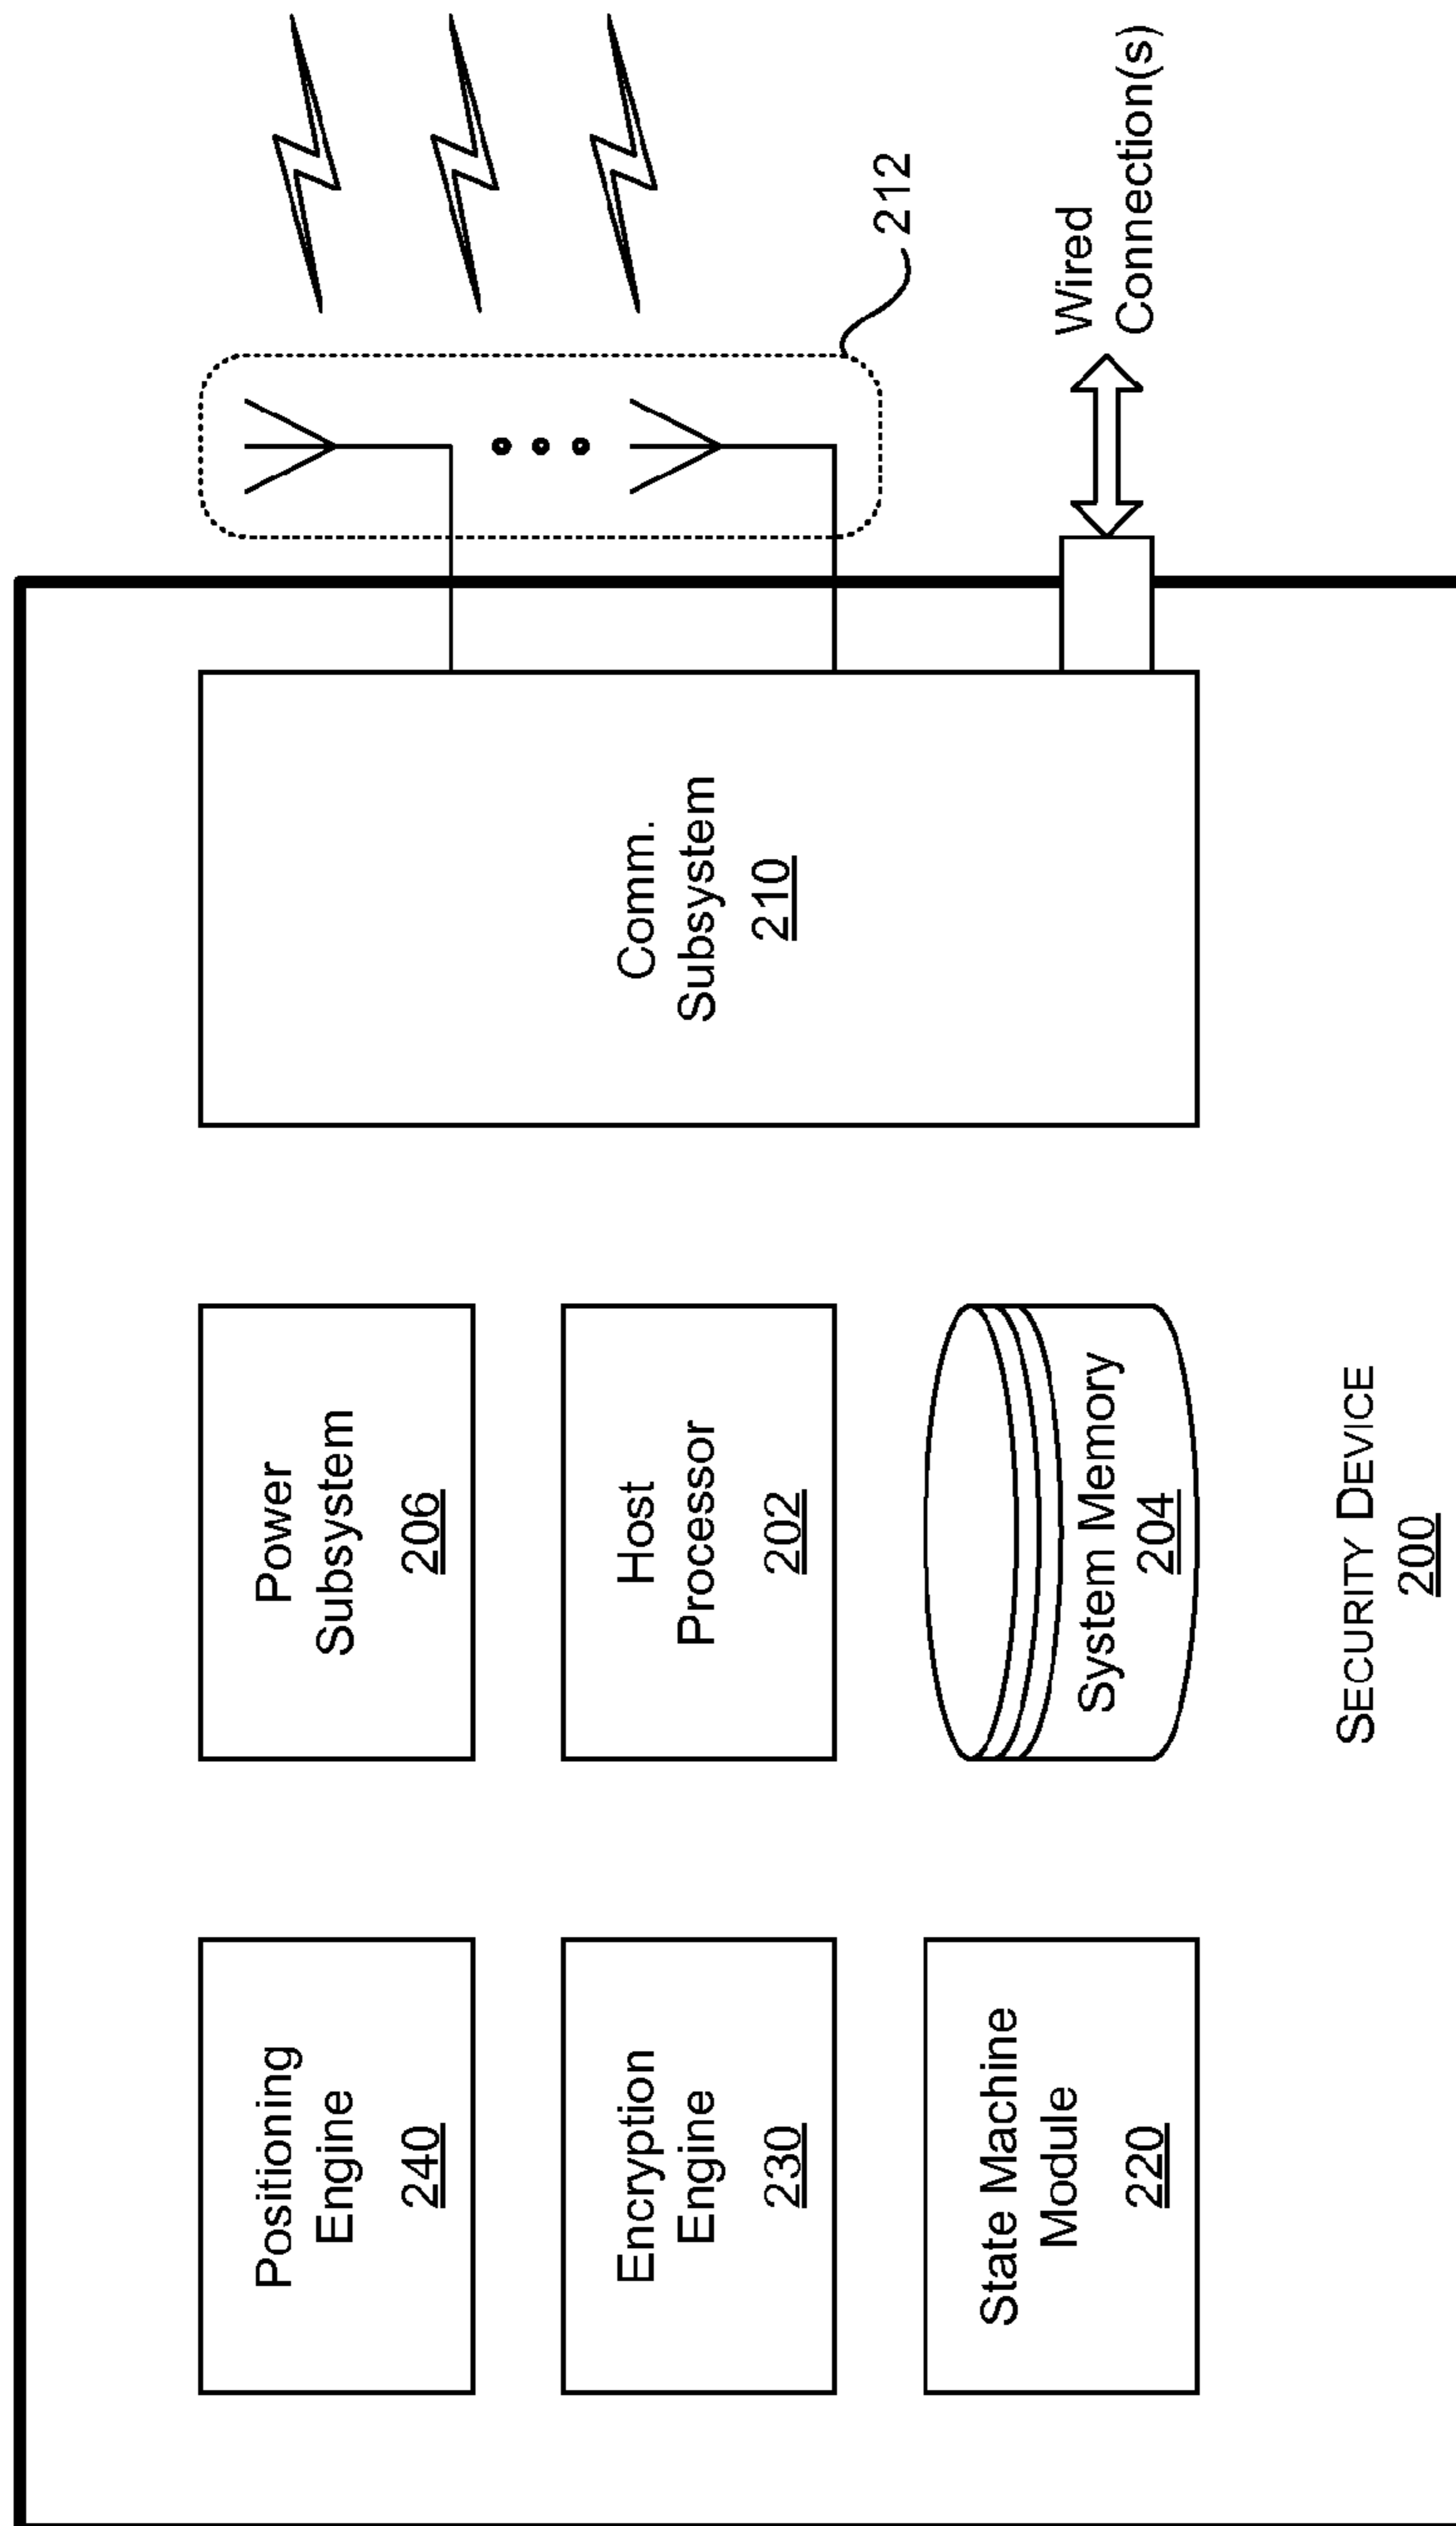 Positioning
Engine
240
Power
Subsystem
206
Encryption
Engine
230
Host
Processor
202
State Machine
Module
220
System Memory
204
Comm.
Subsystem
210
212
Wired
Connection(s)
SECURITY DEVICE
200